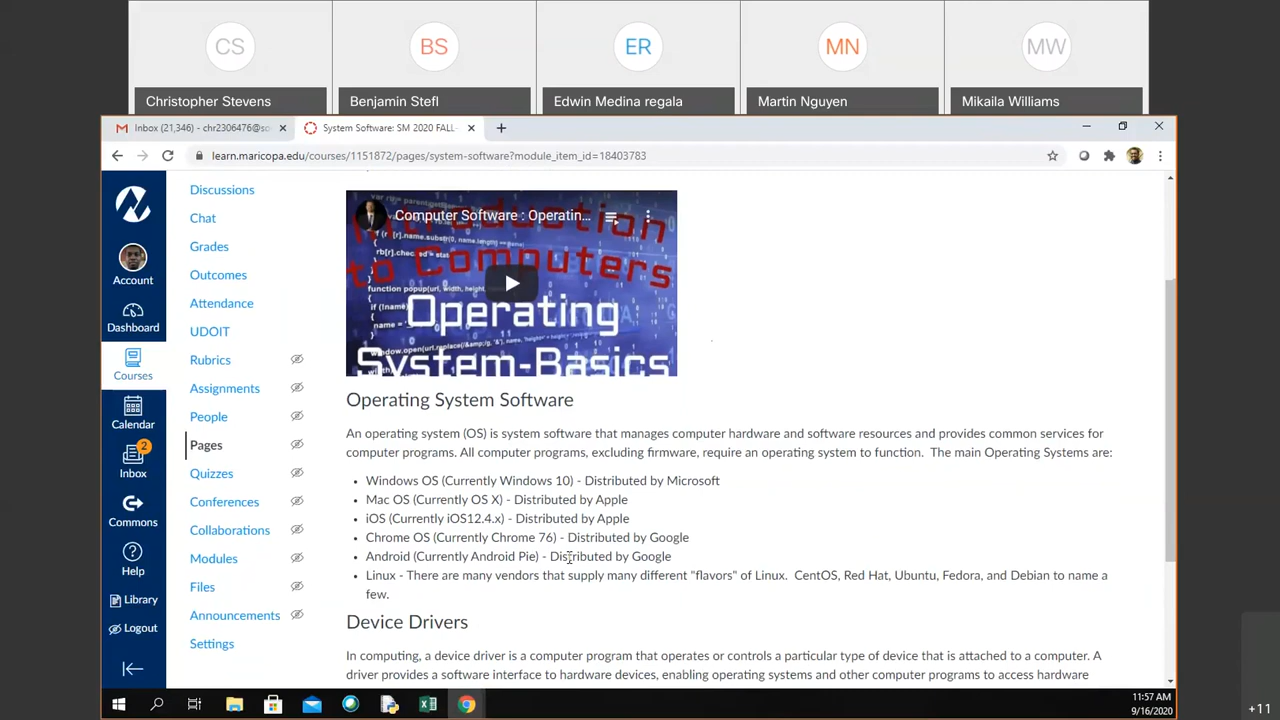 CS
BS
ER
MN
MW
Christopher Stevens
Benjamin Stefl
Edwin Medina regala
Martin Nguyen
Mikaila Williams
Inbox (21,346) - chr2306476@so
System Software: SM 2020 FALL-
learn.maricopa.edu/courses/1151872/pages/system-software?module_item_id=18403783
Account
Dashboard
Courses
Calendar
2
Inbox
Commons
Help
Library
Logout
Discussions
Chat
Grades
Outcomes
Attendance
UDOIT
Rubrics
Assignments
People
Pages
Quizzes
Conferences
Collaborations
Modules
Files
Announcements
Settings
Computer Software : Operatin...
Introduction
to Computers
Operating
System-Basics
Operating System Software
An operating system (OS) is system software that manages computer hardware and software resources and provides common services for
computer programs. All computer programs, excluding firmware, require an operating system to function. The main Operating Systems are:
• Windows OS (Currently Windows 10) - Distributed by Microsoft
• Mac OS (Currently OS X) - Distributed by Apple
• iOS (Currently iOS12.4.x) - Distributed by Apple
• Chrome OS (Currently Chrome 76) - Distributed by Google
• Android (Currently Android Pie) - Distributed by Google
• Linux - There are many vendors that supply many different "flavors" of Linux. CentOS, Red Hat, Ubuntu, Fedora, and Debian to name a
few.
Device Drivers
In computing, a device driver is a computer program that operates or controls a particular type of device that is attached to a computer. A
driver provides a software interface to hardware devices, enabling operating systems and other computer programs to access hardware
11:57 AM
9/16/2020
+11